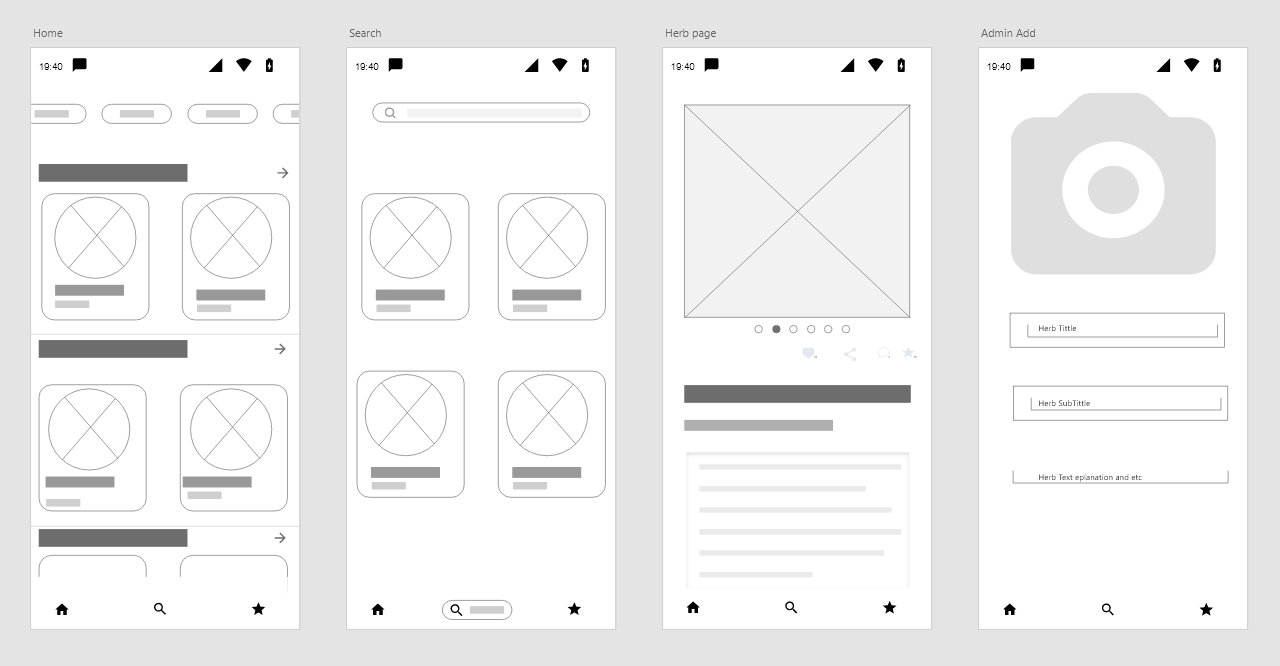 Home
Search
Herb page
Admin Add
19:40
19:40
19:40
19:40
Herb Tittle
Herb SubTittle
Herb Text eplanation and etc